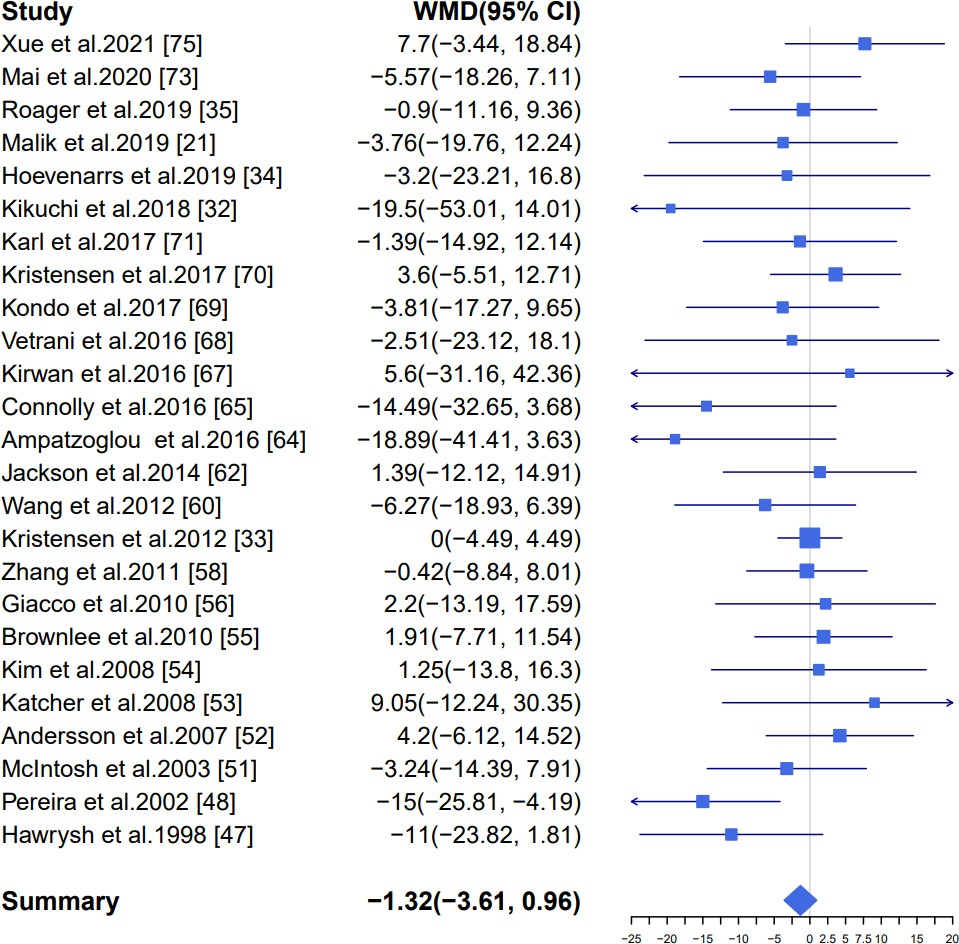 Study WMD(95% CI)
Xue et al.2021 [75] 7.7(−3.44, 18.84)
Mai et al.2020 [73] −5.57(−18.26, 7.11)
Roager et al.2019 [35] −0.9(−11.16, 9.36)
Malik et al.2019 [21] −3.76(−19.76, 12.24)
Hoevenarrs et al.2019 [34] −3.2(−23.21, 16.8)
Kikuchi et al.2018 [32] −19.5(−53.01, 14.01)
Karl et al.2017 [71] −1.39(−14.92, 12.14)
Kristensen et al.2017 [70] 3.6(−5.51, 12.71)
Kondo et al.2017 [69] −3.81(−17.27, 9.65)
Vetrani et al.2016 [68] −2.51(−23.12, 18.1)
Kirwan et al.2016 [67] 5.6(−31.16, 42.36)
Connolly et al.2016 [65] −14.49(−32.65, 3.68)
Ampatzoglou et al.2016 [64] −18.89(−41.41, 3.63)
Jackson et al.2014 [62] 1.39(−12.12, 14.91)
Wang et al.2012 [60] −6.27(−18.93, 6.39)
Kristensen et al.2012 [33] 0(−4.49, 4.49)
Zhang et al.2011 [58] −0.42(−8.84, 8.01)
Giacco et al.2010 [56] 2.2(−13.19, 17.59)
Brownlee et al.2010 [55] 1.91(−7.71, 11.54)
Kim et al.2008 [54] 1.25(−13.8, 16.3)
Katcher et al.2008 [53] 9.05(−12.24, 30.35)
Andersson et al.2007 [52] 4.2(−6.12, 14.52)
McIntosh et al.2003 [51] −3.24(−14.39, 7.91)
Pereira et al.2002 [48] −15(−25.81, −4.19)
Hawrysh et al.1998 [47] −11(−23.82, 1.81)
Summary −1.32(−3.61, 0.96)
−25 −20 −15 −10 −5 0 2.5 5 7.5 10 15 20